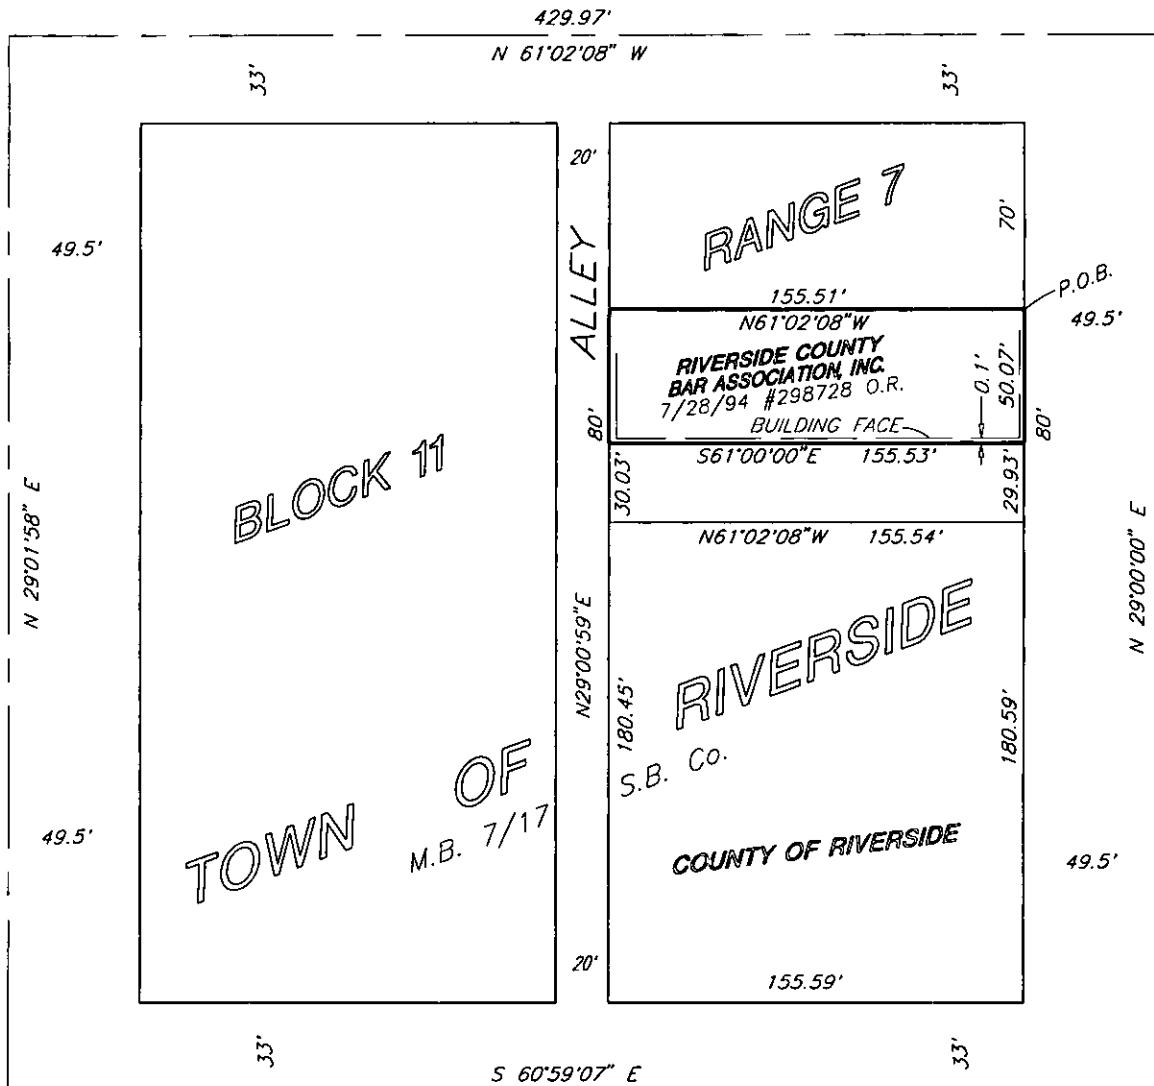 429.97'
N 61°02'08" W
33'
33'
20'
RANGE 7
70'
49.5'
ALLEY
155.51'
P.O.B.
N61°02'08"W
49.5'
RIVERSIDE COUNTY
BAR ASSOCIATION, INC.
7/28/94 #298728 O.R.
0.1'
50.07'
80'
BUILDING FACE
80'
S61°00'00"E 155.53'
BLOCK 11
30.03'
29.93'
N61°02'08"W 155.54'
N 29°01'58" E
N29°00'59"E
RIVERSIDE
N 29°00'00" E
180.45'
180.59'
S.B. Co.
TOWN OF
M.B. 7/17
49.5'
COUNTY OF RIVERSIDE
49.5'
20'
155.59'
33'
33'
S 60°59'07" E